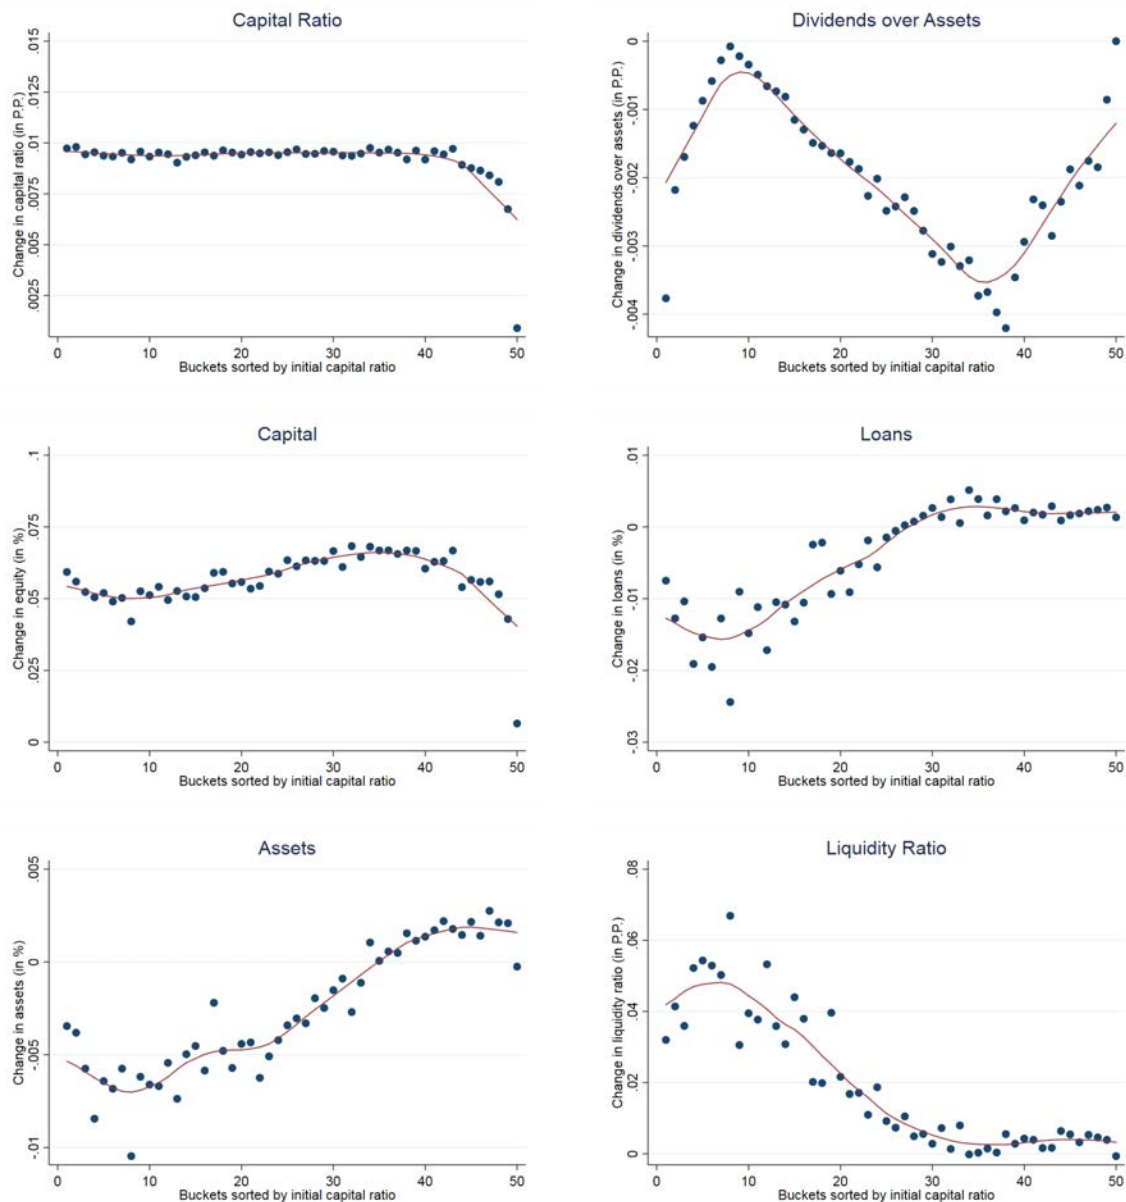 Capital Ratio
Change in capital ratio (in P.P.)
.015
.0125
.01
.0075
.005
.0025
0 10 20 30 40 50
Buckets sorted by initial capital ratio
Dividends over Assets
Change in dividends over assets (in P.P.)
0
-.001
-.002
-.003
-.004
0 10 20 30 40 50
Buckets sorted by initial capital ratio
Capital
Change in equity (in %)
.1
.075
.05
.025
0
0 10 20 30 40 50
Buckets sorted by initial capital ratio
Loans
Change in loans (in %)
.01
0
-.01
-.02
-.03
0 10 20 30 40 50
Buckets sorted by initial capital ratio
Assets
Change in assets (in %)
.005
0
-.005
-.01
0 10 20 30 40 50
Buckets sorted by initial capital ratio
Liquidity Ratio
Change in liquidity ratio (in P.P.)
.08
.06
.04
.02
0
0 10 20 30 40 50
Buckets sorted by initial capital ratio